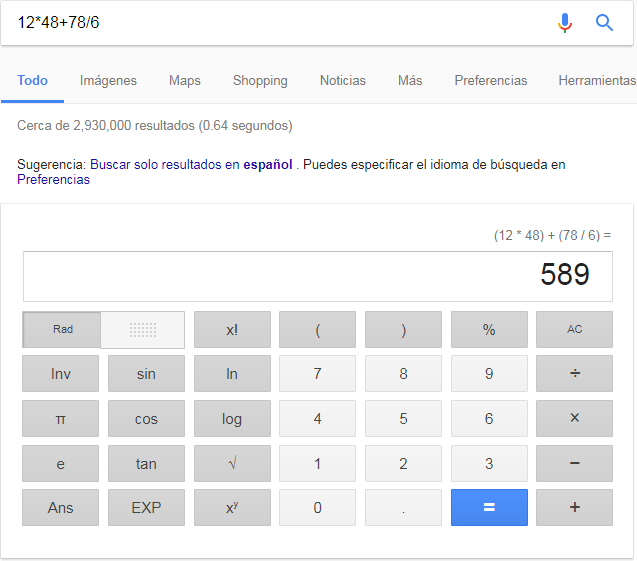 12*48+78/6
Todo Imágenes Maps Shopping Noticias Más Preferencias Herramientas
Cerca de 2,930,000 resultados (0.64 segundos)
Sugerencia: Buscar solo resultados en español . Puedes especificar el idioma de búsqueda en
Preferencias
(12 * 48) + (78 / 6) =
589
Rad x! ( ) % AC
Inv sin ln 7 8 9 ÷
π cos log 4 5 6 ×
e tan √ 1 2 3 −
Ans EXP xʸ 0 . = +